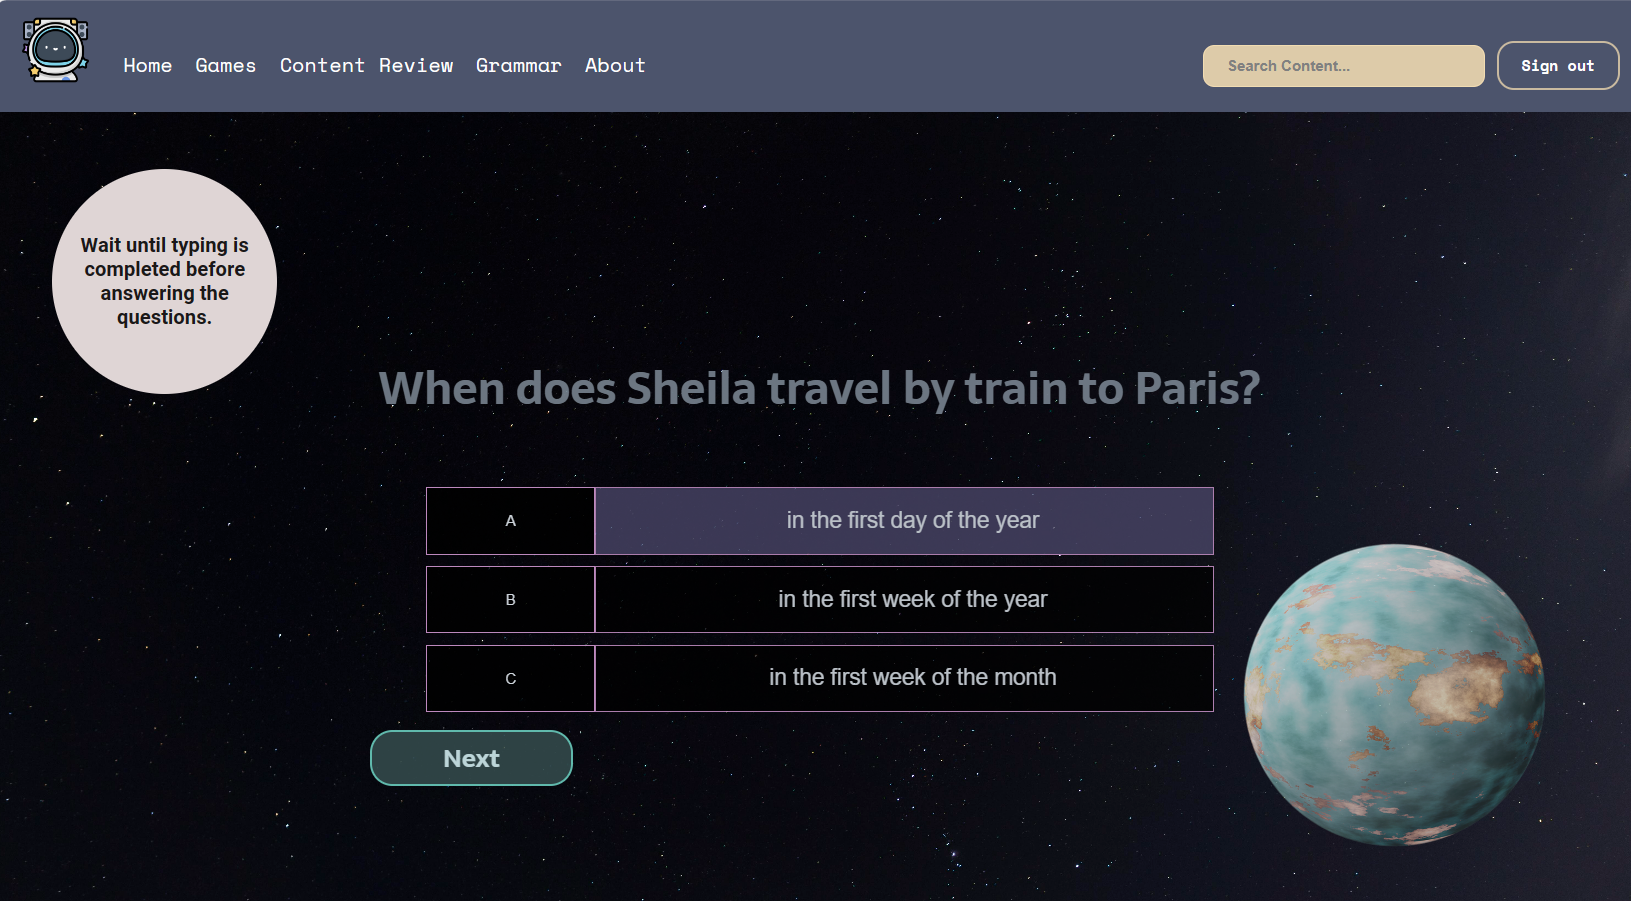 Home Games Content Review Grammar About
Search Content...
Sign out
Wait until typing is
completed before
answering the
questions.
When does Sheila travel by train to Paris?
A in the first day of the year
B in the first week of the year
C in the first week of the month
Next